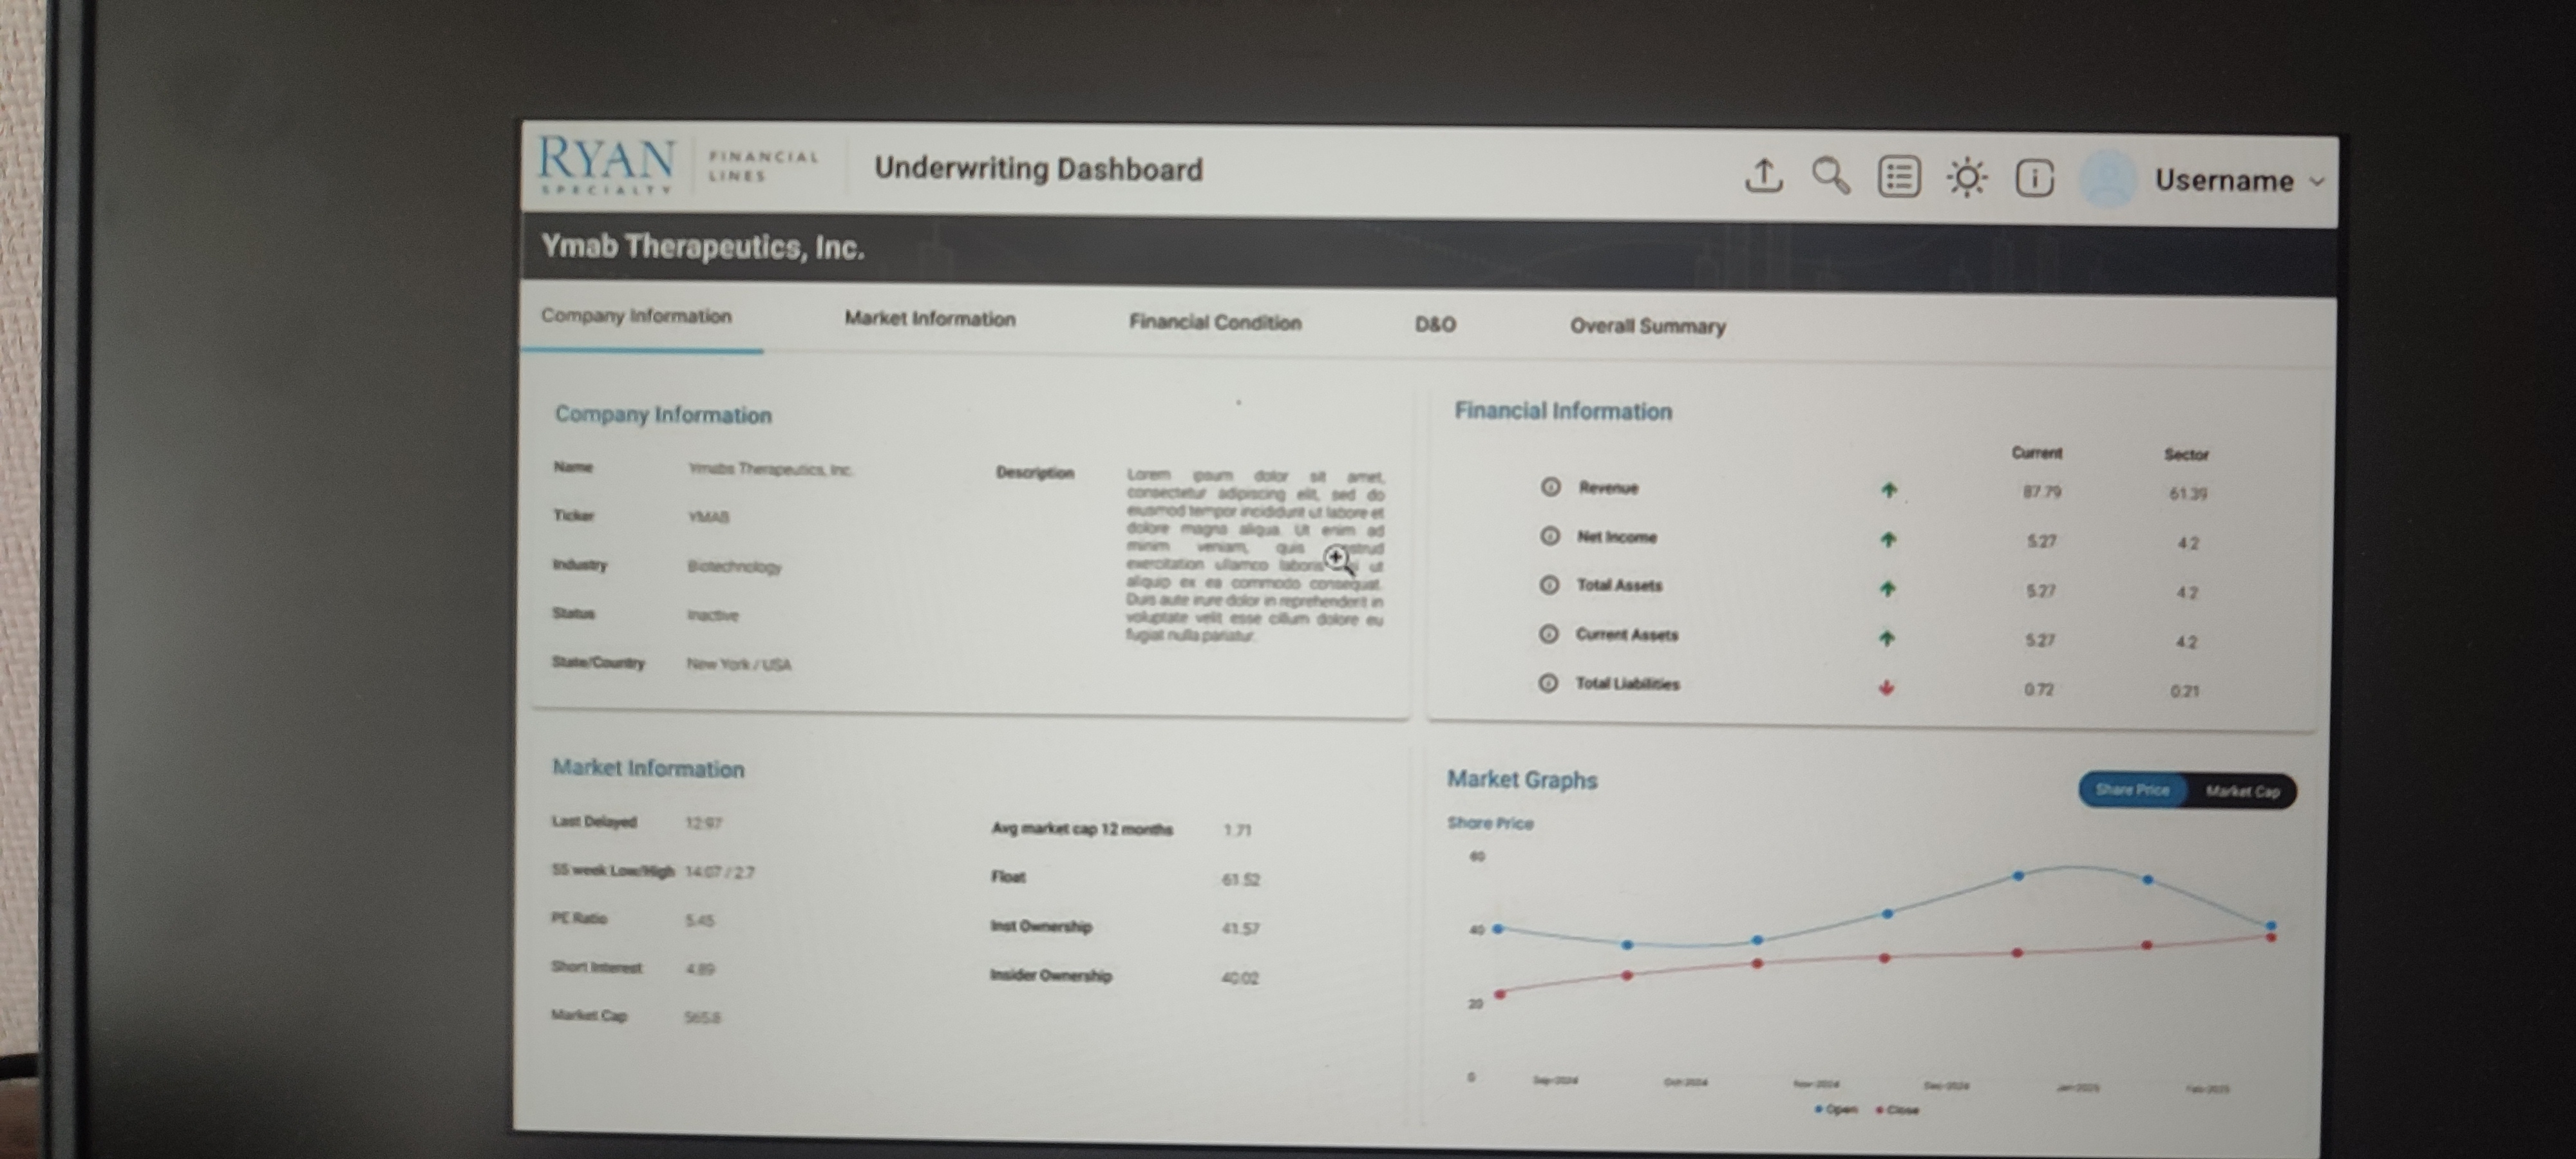 RYAN
SPECIALTY
FINANCIAL
LINES
Underwriting Dashboard
Username
Ymab Therapeutics, Inc.
Company Information
Market Information
Financial Condition
D&O
Overall Summary
Company Information
Name
Ymabs Therapeutics, Inc.
Ticker
YMAB
Industry
Biotechnology
Status
Inactive
State/Country
New York / USA
Description
Lorem ipsum dolor sit amet,
consectetur adipiscing elit, sed do
eiusmod tempor incididunt ut labore et
dolore magna aliqua. Ut enim ad
minim veniam, quis
exercitation ullamco laboris ut
aliquip ex ea commodo consequat.
Duis aute irure dolor in reprehenderit in
voluptate velit esse cillum dolore eu
fugiat nulla pariatur.
Financial Information
Current
Sector
Revenue
87.79
61.39
Net Income
5.27
4.2
Total Assets
5.27
4.2
Current Assets
5.27
4.2
Total Liabilities
0.72
0.21
Market Information
Last Delayed
12.97
55 week Low/High
14.07 / 2.7
PE Ratio
5.45
Short Interest
4.89
Market Cap
565.8
Avg market cap 12 months
1.71
Float
61.52
Inst Ownership
41.57
Insider Ownership
40.02
Market Graphs
Share Price
Market Cap
Share Price
60
40
20
0
Sep-2024
Oct-2024
Nov-2024
Dec-2024
Jan-2025
Feb-2025
Open
Close